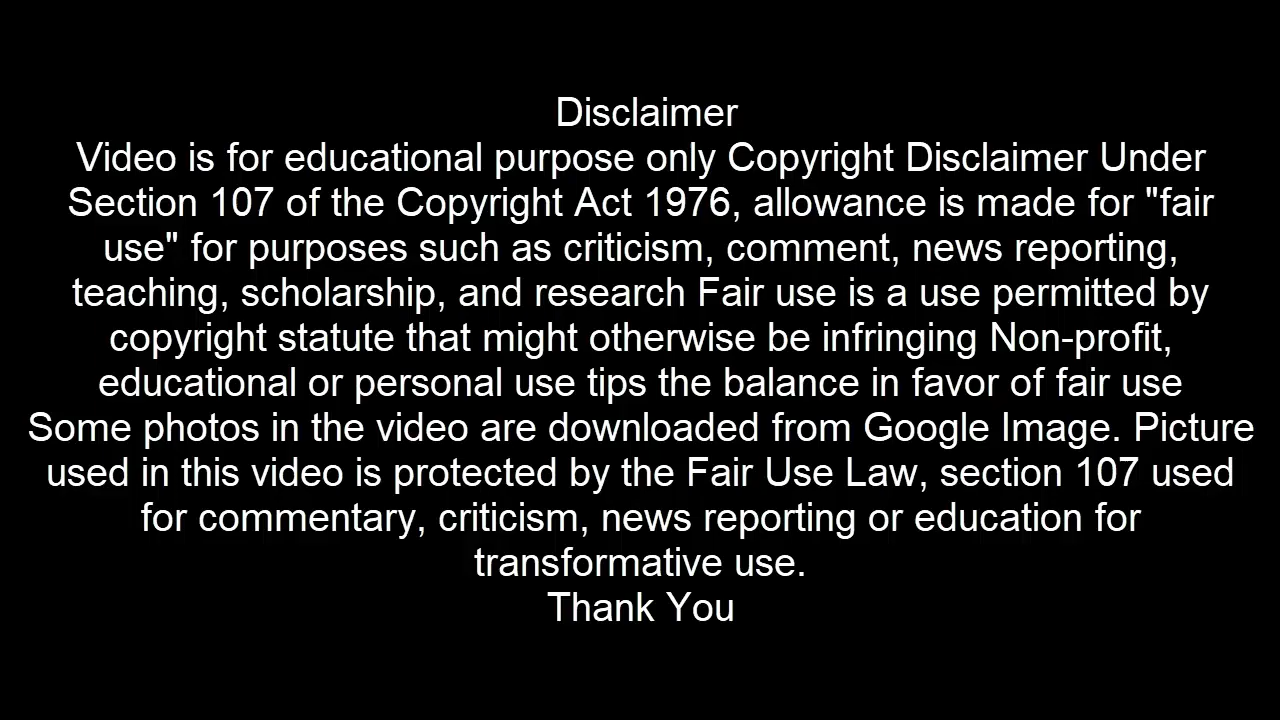 Disclaimer
Video is for educational purpose only Copyright Disclaimer Under
Section 107 of the Copyright Act 1976, allowance is made for "fair
use" for purposes such as criticism, comment, news reporting,
teaching, scholarship, and research Fair use is a use permitted by
copyright statute that might otherwise be infringing Non-profit,
educational or personal use tips the balance in favor of fair use
Some photos in the video are downloaded from Google Image. Picture
used in this video is protected by the Fair Use Law, section 107 used
for commentary, criticism, news reporting or education for
transformative use.
Thank You